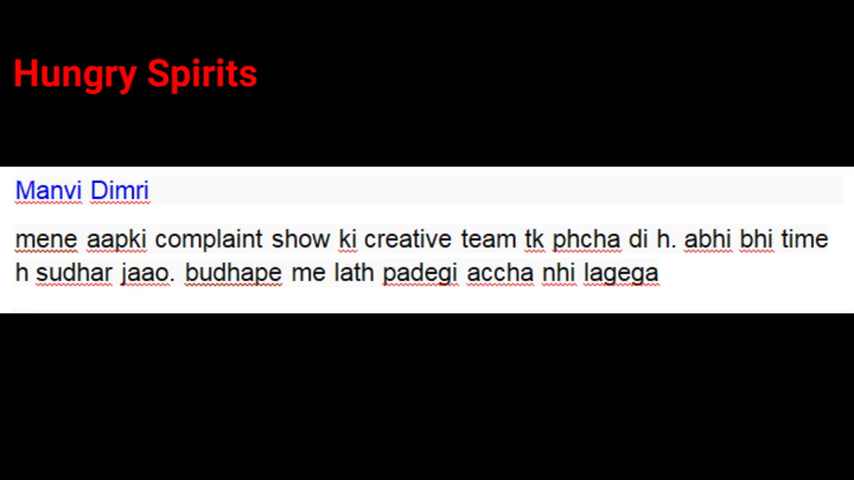 Hungry Spirits
Manvi Dimri
mene aapki complaint show ki creative team tk phcha di h. abhi bhi time
h sudhar jaao. budhape me lath padegi accha nhi lagega